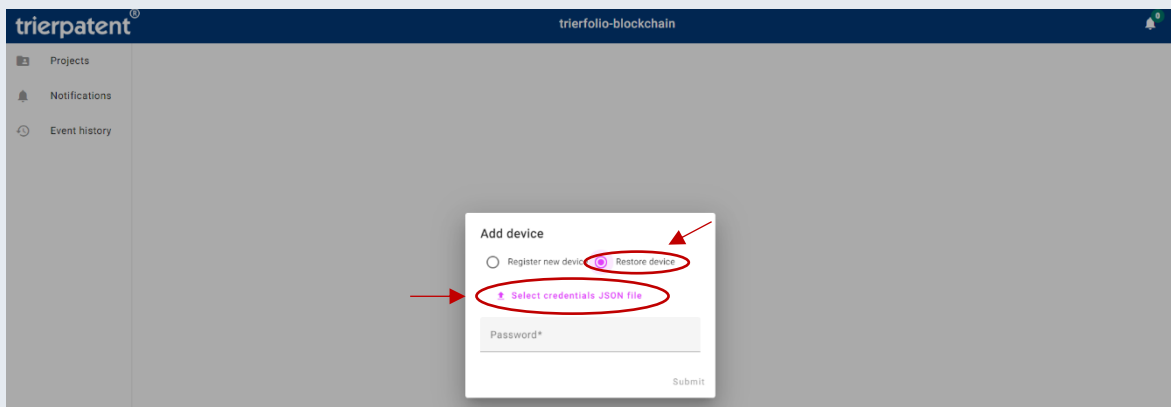 trierpatent®
trierfolio-blockchain
0
Projects
Notifications
Event history
Add device
Register new devic
Restore device
Select credentials JSON file
Password*
Submit